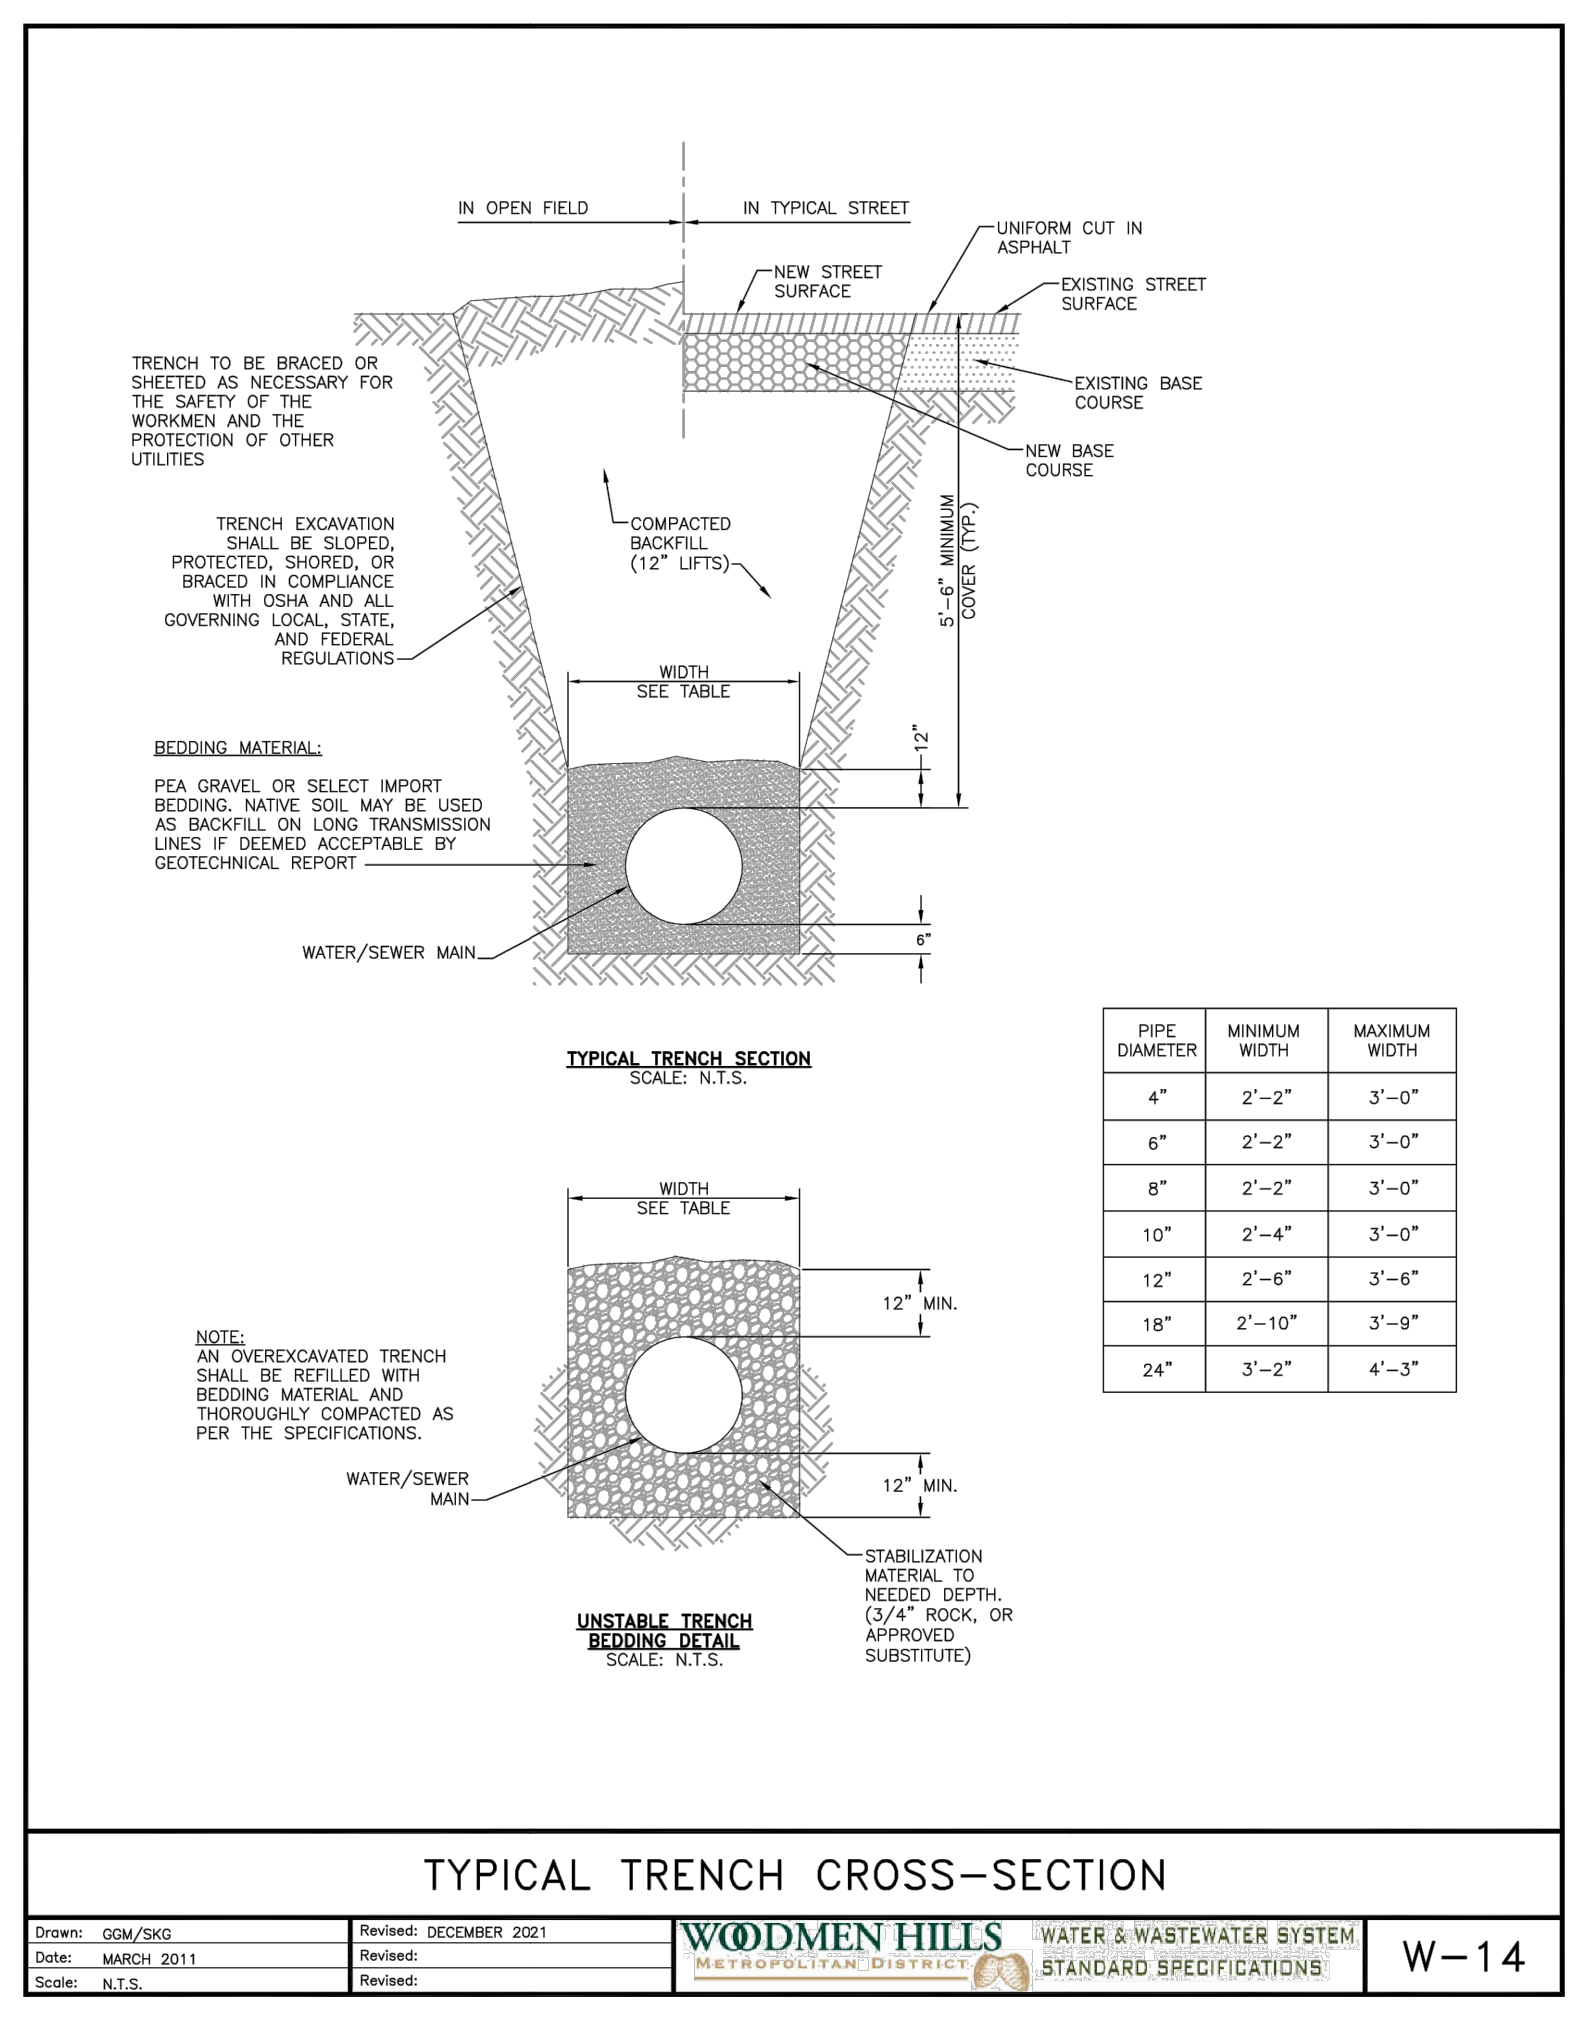 IN OPEN FIELD
IN TYPICAL STREET
UNIFORM CUT IN
ASPHALT
NEW STREET
SURFACE
EXISTING STREET
SURFACE
TRENCH TO BE BRACED OR
SHEETED AS NECESSARY FOR
THE SAFETY OF THE
WORKMEN AND THE
PROTECTION OF OTHER
UTILITIES
EXISTING BASE
COURSE
NEW BASE
COURSE
TRENCH EXCAVATION
SHALL BE SLOPED,
PROTECTED, SHORED, OR
BRACED IN COMPLIANCE
WITH OSHA AND ALL
GOVERNING LOCAL, STATE,
AND FEDERAL
REGULATIONS
COMPACTED
BACKFILL
(12" LIFTS)
5'-6" MINIMUM
COVER (TYP.)
WIDTH
SEE TABLE
12"
BEDDING MATERIAL:
PEA GRAVEL OR SELECT IMPORT
BEDDING. NATIVE SOIL MAY BE USED
AS BACKFILL ON LONG TRANSMISSION
LINES IF DEEMED ACCEPTABLE BY
GEOTECHNICAL REPORT
WATER/SEWER MAIN
6"
TYPICAL TRENCH SECTION
SCALE: N.T.S.
PIPE DIAMETER MINIMUM WIDTH MAXIMUM WIDTH
4" 2'-2" 3'-0"
6" 2'-2" 3'-0"
8" 2'-2" 3'-0"
10" 2'-4" 3'-0"
12" 2'-6" 3'-6"
18" 2'-10" 3'-9"
24" 3'-2" 4'-3"
WIDTH
SEE TABLE
12" MIN.
NOTE:
AN OVEREXCAVATED TRENCH
SHALL BE REFILLED WITH
BEDDING MATERIAL AND
THOROUGHLY COMPACTED AS
PER THE SPECIFICATIONS.
WATER/SEWER
MAIN
12" MIN.
STABILIZATION
MATERIAL TO
NEEDED DEPTH.
(3/4" ROCK, OR
APPROVED
SUBSTITUTE)
UNSTABLE TRENCH
BEDDING DETAIL
SCALE: N.T.S.
TYPICAL TRENCH CROSS-SECTION
Drawn: GGM/SKG
Date: MARCH 2011
Scale: N.T.S.
Revised: DECEMBER 2021
Revised:
Revised:
WOODMEN HILLS
METROPOLITAN DISTRICT
WATER & WASTEWATER SYSTEM
STANDARD SPECIFICATIONS
W-14